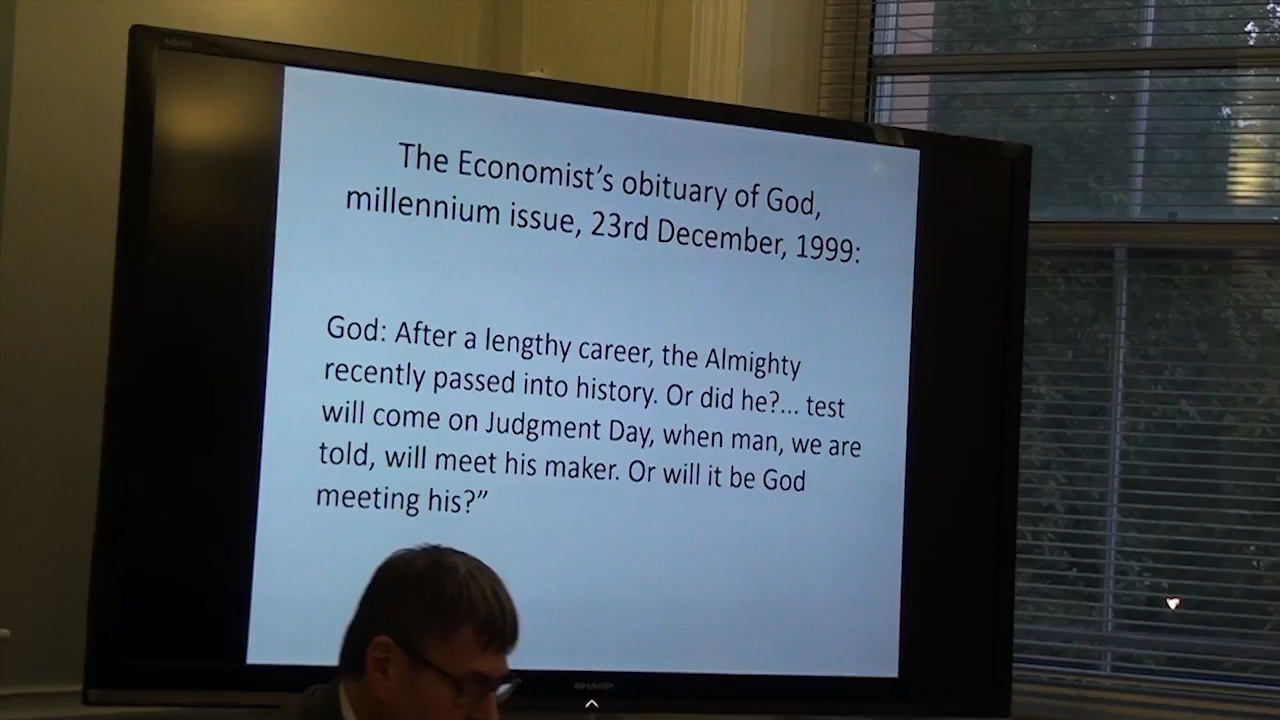 The Economist’s obituary of God,
millennium issue, 23rd December, 1999:
God: After a lengthy career, the Almighty
recently passed into history. Or did he?... test
will come on Judgment Day, when man, we are
told, will meet his maker. Or will it be God
meeting his?”
SHARP